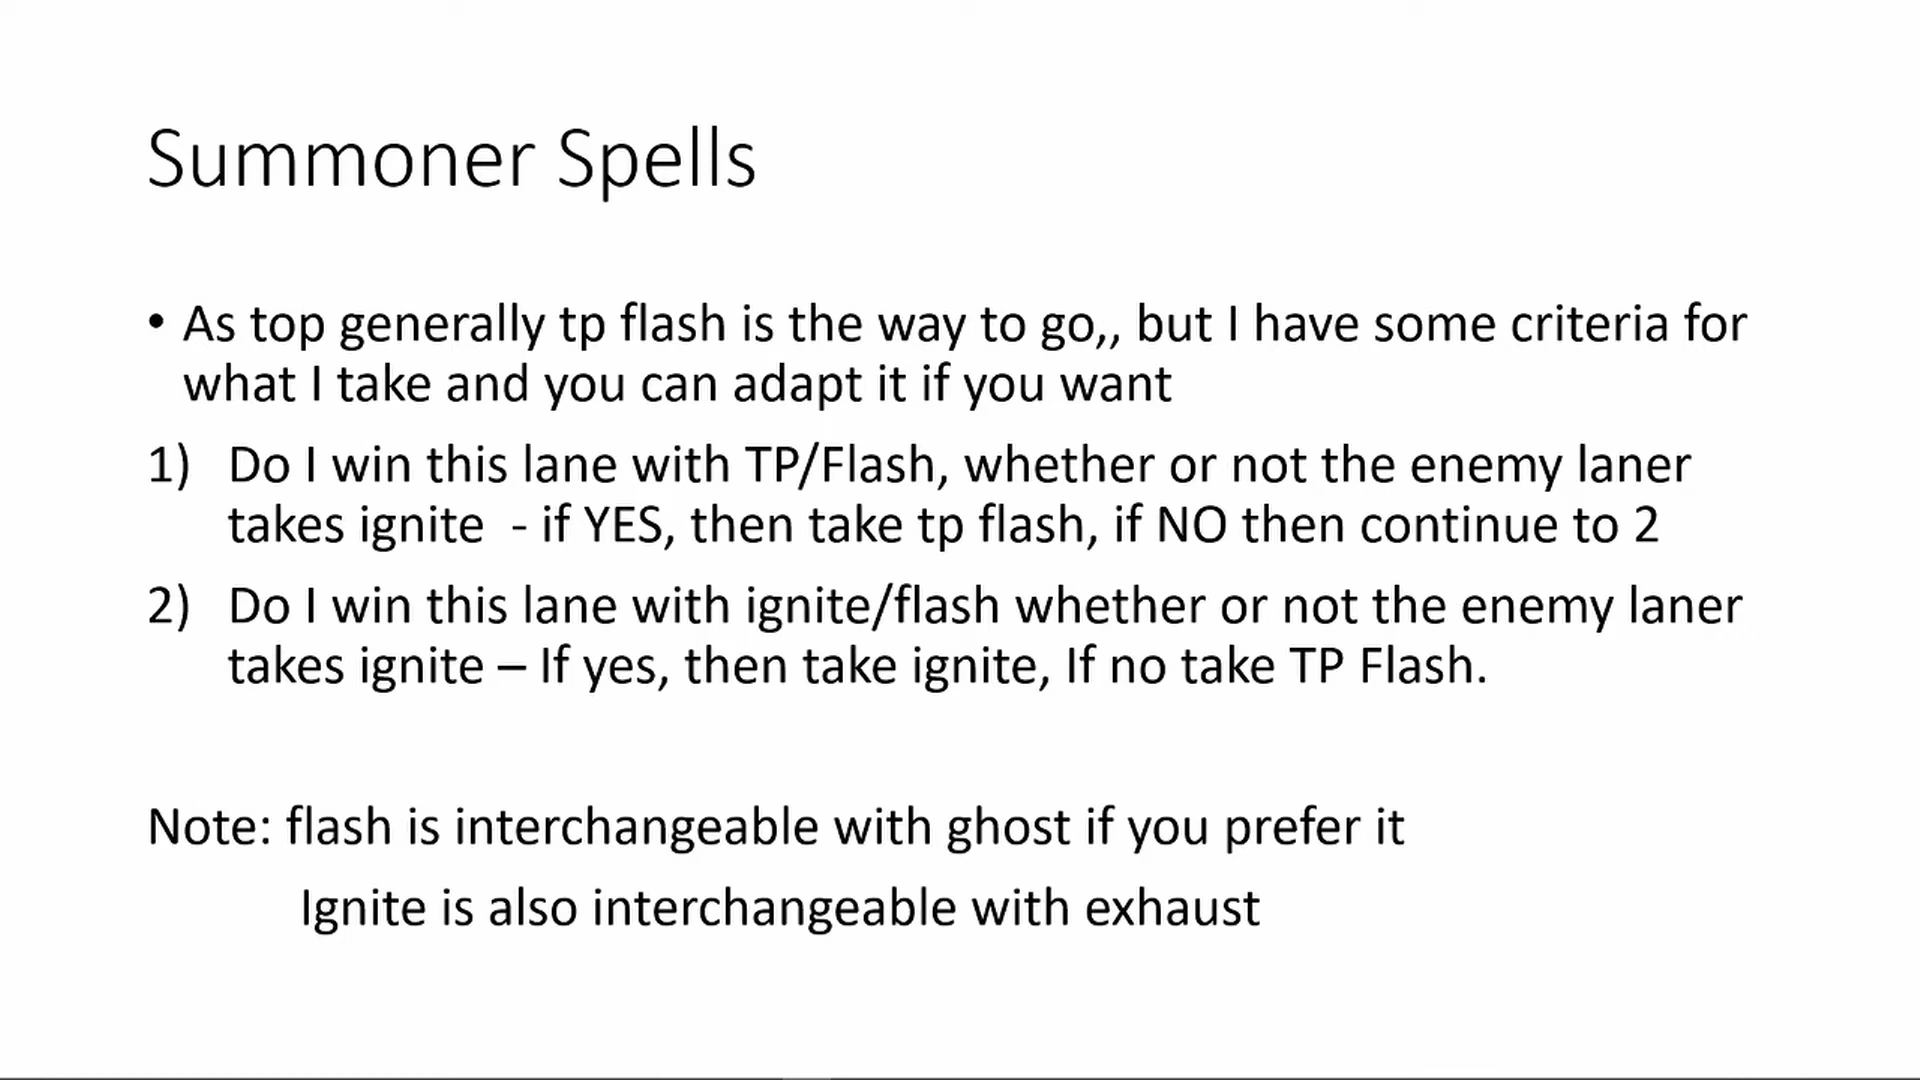 Summoner Spells
• As top generally tp flash is the way to go,, but I have some criteria for
what I take and you can adapt it if you want
1) Do I win this lane with TP/Flash, whether or not the enemy laner
takes ignite  - if YES, then take tp flash, if NO then continue to 2
2) Do I win this lane with ignite/flash whether or not the enemy laner
takes ignite – If yes, then take ignite, If no take TP Flash.
Note: flash is interchangeable with ghost if you prefer it
Ignite is also interchangeable with exhaust